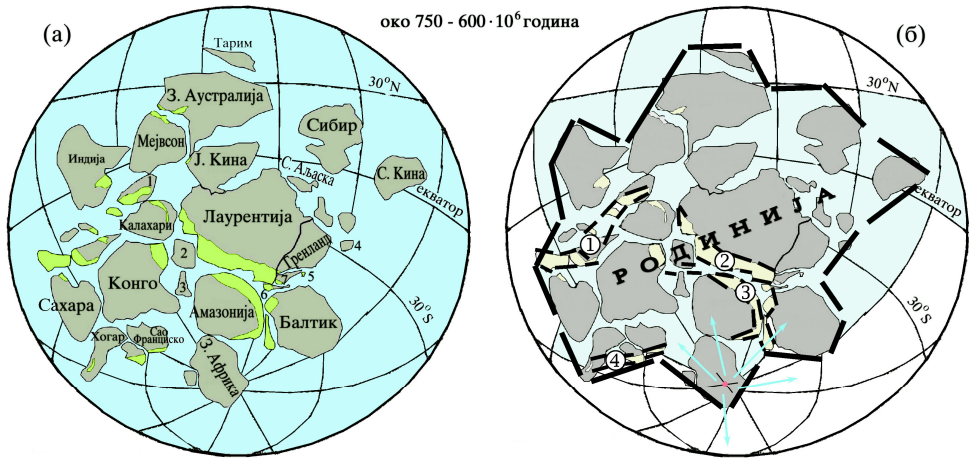 око 750 - 600·10⁶ година
(а)
Тарим
30°N
З. Аустралија
Сибир
Мејвсон
Индија
Ј. Кина
С. Аљаска
С. Кина
екватор
Лаурентија
Калахари
Гренланд
4
2
5
Конго
3
6
Сахара
Амазонија
Балтик
30°S
Хогар
Сао
Франциско
З. Африка
(б)
30°N
екватор
РОДИНИЈА
1
2
3
30°S
4